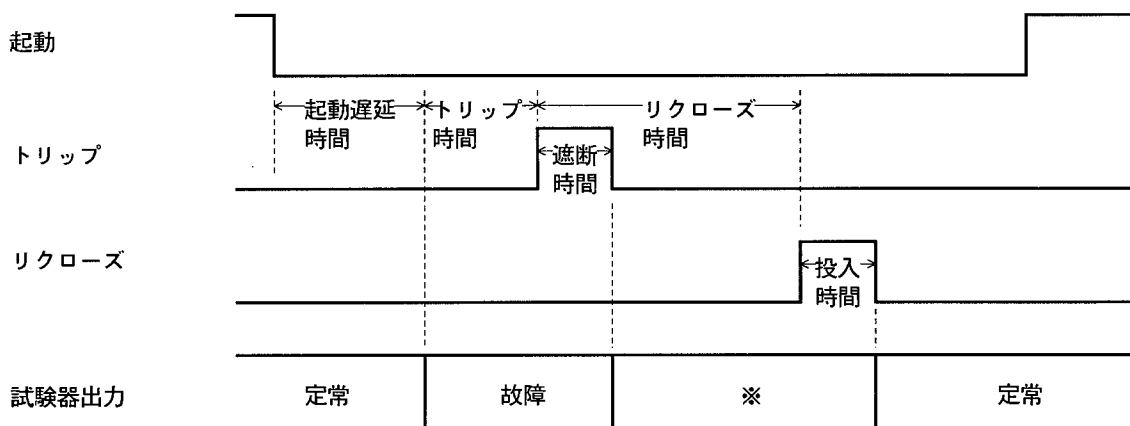 起動
起動遅延
時間
トリップ
時間
リクローズ
時間
トリップ
遮断
時間
リクローズ
投入
時間
試験器出力
定常
故障
※
定常